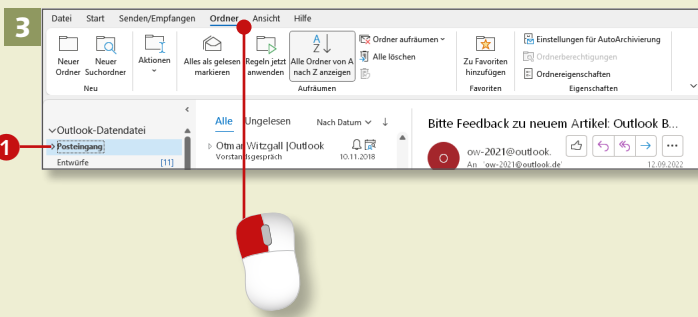 3
Datei Start Senden/Empfangen Ordner Ansicht Hilfe
Neuer Ordner
Neuer Suchordner
Neu
Aktionen
Alles als gelesen markieren
Regeln jetzt anwenden
Alle Ordner von A nach Z anzeigen
Ordner aufräumen
Alle löschen
Aufräumen
Zu Favoriten hinzufügen
Favoriten
Einstellungen für AutoArchivierung
Ordnerberechtigungen
Ordnereigenschaften
Eigenschaften
1
Outlook-Datendatei
Posteingang
Entwürfe [11]
Alle Ungelesen Nach Datum
Otmar Witzgall |Outlook
Vorstandsgespräch 10.11.2018
Bitte Feedback zu neuem Artikel: Outlook B...
O
ow-2021@outlook.
An 'ow-2021@outlook.de' 12.09.2022